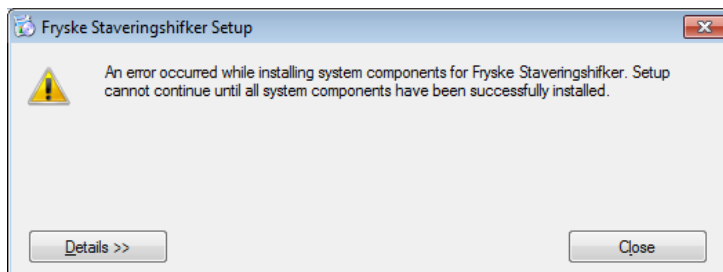 Fryske Staveringshifker Setup
An error occurred while installing system components for Fryske Staveringshifker. Setup
cannot continue until all system components have been successfully installed.
Details >>
Close